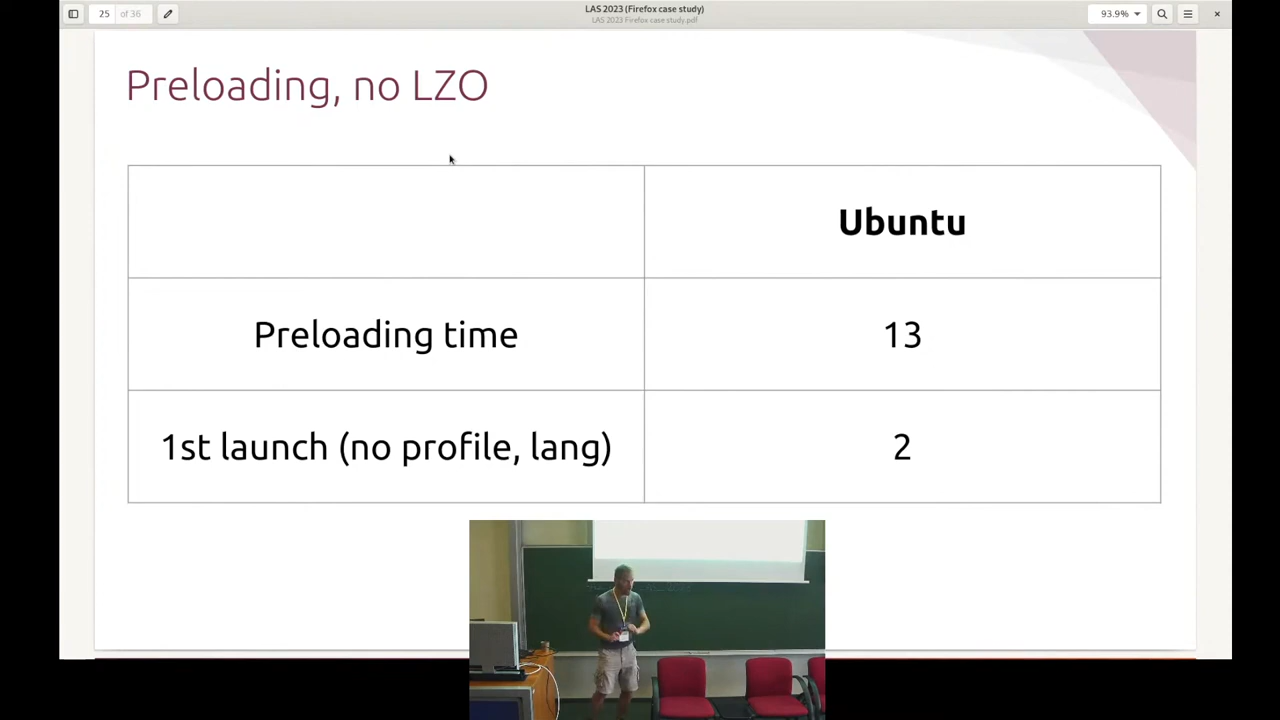 25
of 36
LAS 2023 (Firefox case study)
LAS 2023 Firefox case study.pdf
93.9%
Preloading, no LZO
Ubuntu
Preloading time
13
1st launch (no profile, lang)
2